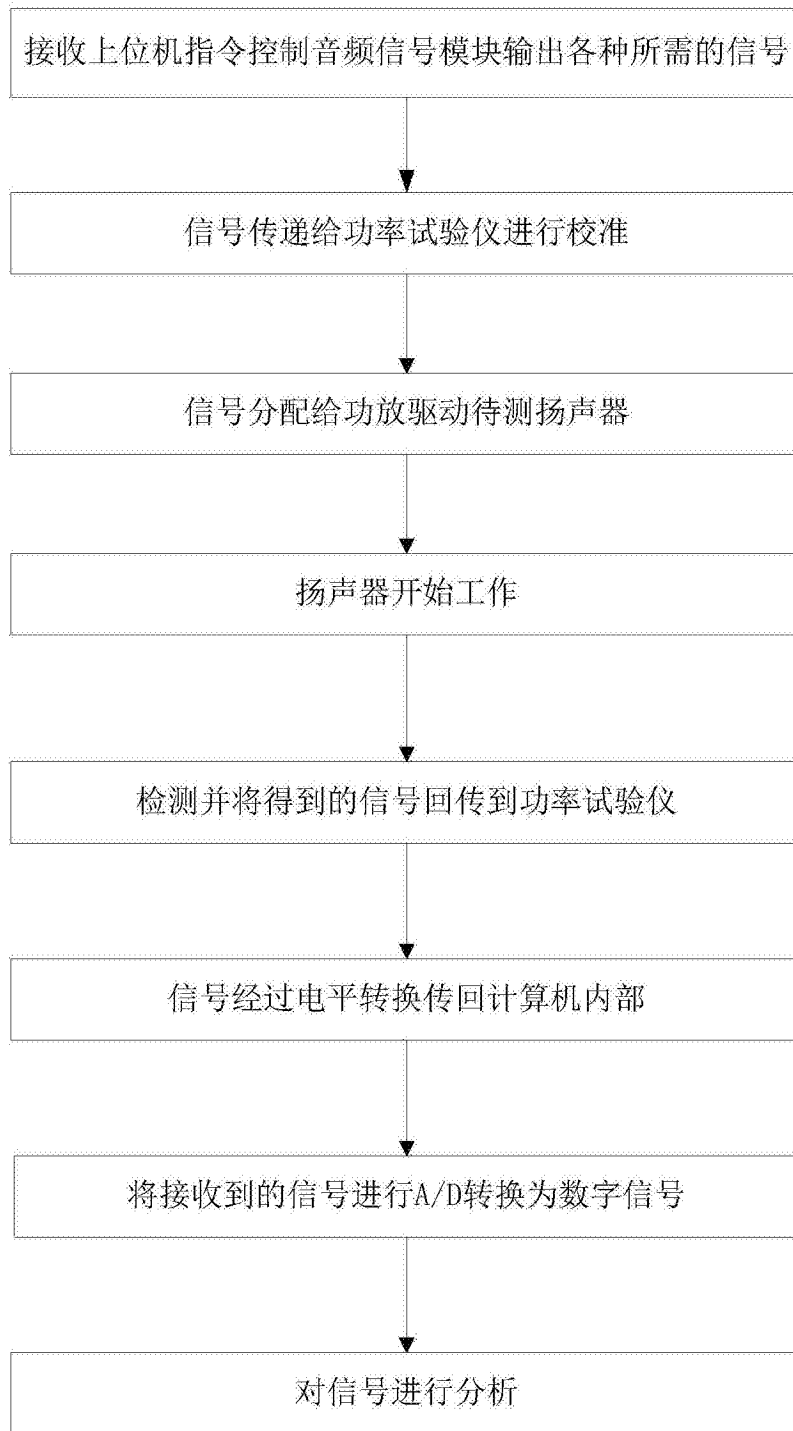 接收上位机指令控制音频信号模块输出各种所需的信号
信号传递给功率试验仪进行校准
信号分配给功放驱动待测扬声器
扬声器开始工作
检测并将得到的信号回传到功率试验仪
信号经过电平转换传回计算机内部
将接收到的信号进行A/D转换为数字信号
对信号进行分析